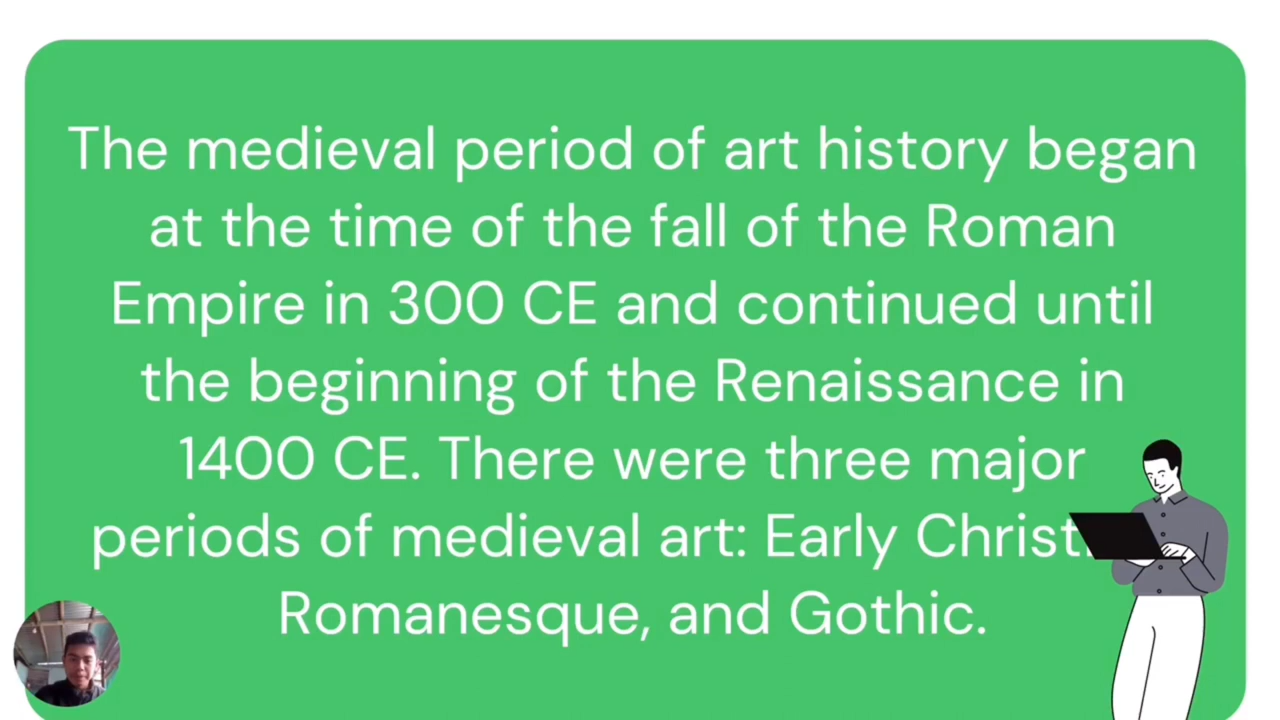 The medieval period of art history began
at the time of the fall of the Roman
Empire in 300 CE and continued until
the beginning of the Renaissance in
1400 CE. There were three major
periods of medieval art: Early
Romanesque, and Gothic.